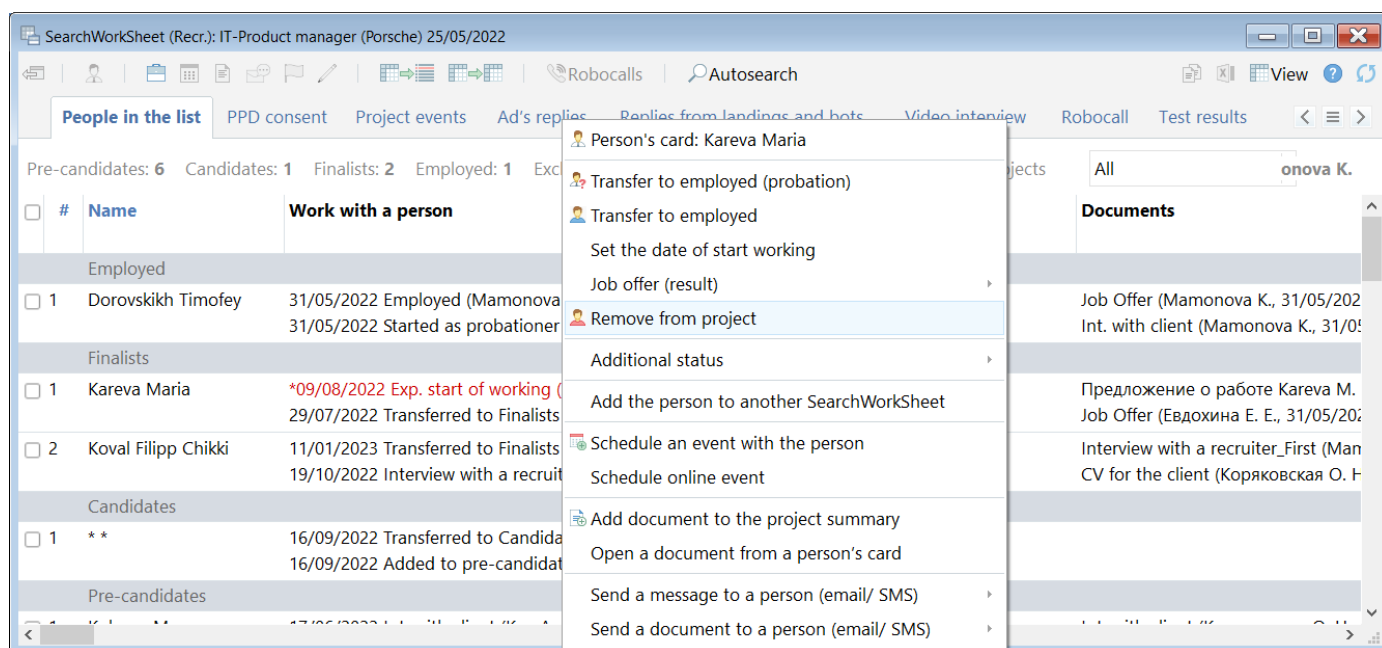 SearchWorkSheet (Recr.): IT-Product manager (Porsche) 25/05/2022
Robocalls Autosearch View
People in the list PPD consent Project events Ad's replies Replies from landings and bots Video interview Robocall Test results
Pre-candidates: 6 Candidates: 1 Finalists: 2 Employed: 1 Excl jects All onova K.
# Name Work with a person Documents
Employed
1 Dorovskikh Timofey 31/05/2022 Employed (Mamonova Job Offer (Mamonova K., 31/05/202
31/05/2022 Started as probationer Int. with client (Mamonova K., 31/05
Finalists
1 Kareva Maria *09/08/2022 Exp. start of working ( Предложение о работе Kareva M.
29/07/2022 Transferred to Finalists Job Offer (Евдохина Е. Е., 31/05/202
2 Koval Filipp Chikki 11/01/2023 Transferred to Finalists Interview with a recruiter_First (Mam
19/10/2022 Interview with a recruit CV for the client (Коряковская О. Н
Candidates
1 * * 16/09/2022 Transferred to Candida
16/09/2022 Added to pre-candidat
Pre-candidates
Person's card: Kareva Maria
Transfer to employed (probation)
Transfer to employed
Set the date of start working
Job offer (result)
Remove from project
Additional status
Add the person to another SearchWorkSheet
Schedule an event with the person
Schedule online event
Add document to the project summary
Open a document from a person's card
Send a message to a person (email/ SMS)
Send a document to a person (email/ SMS)